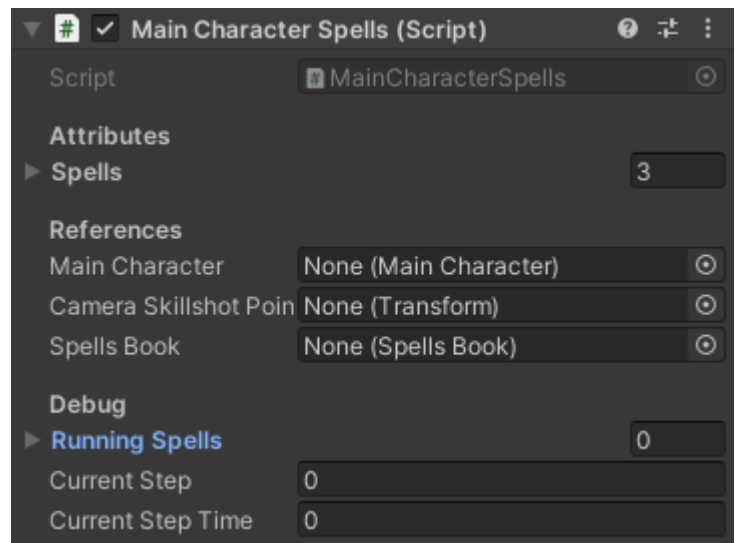 Main Character Spells (Script)
Script MainCharacterSpells
Attributes
Spells 3
References
Main Character None (Main Character)
Camera Skillshot Poin None (Transform)
Spells Book None (Spells Book)
Debug
Running Spells 0
Current Step 0
Current Step Time 0